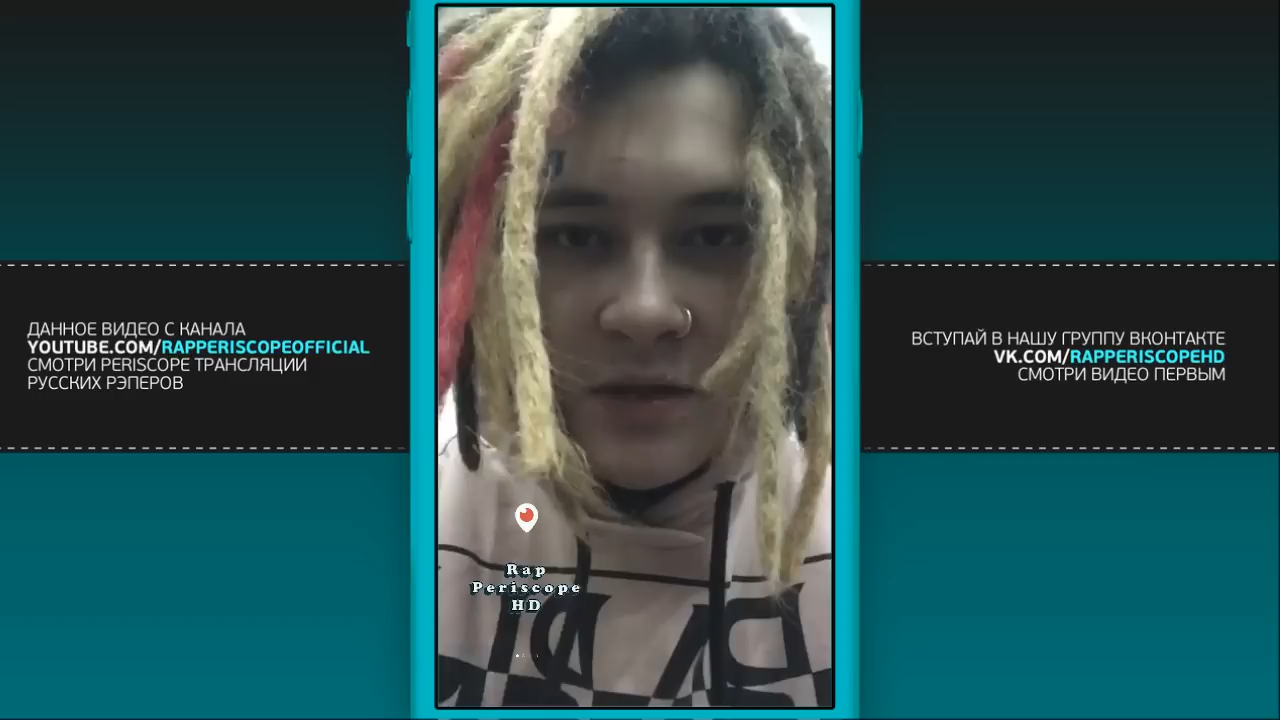 ДАННОЕ ВИДЕО С КАНАЛА
YOUTUBE.COM/RAPPERISCOPEOFFICIAL
СМОТРИ PERISCOPE ТРАНСЛЯЦИИ
РУССКИХ РЭПЕРОВ
ВСТУПАЙ В НАШУ ГРУППУ ВКОНТАКТЕ
VK.COM/RAPPERISCOPEHD
СМОТРИ ВИДЕО ПЕРВЫМ
Rap
Periscope
HD